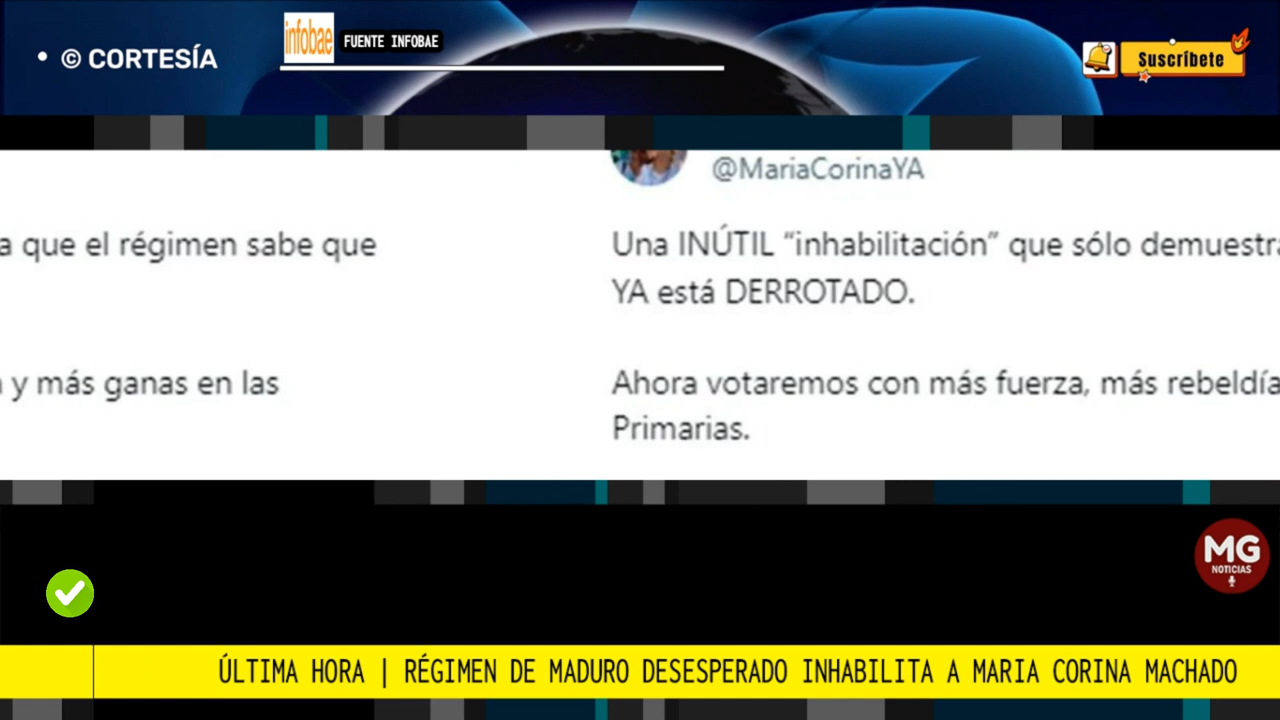 © CORTESÍA
infobae
FUENTE INFOBAE
Suscríbete
@MariaCorinaYA
a que el régimen sabe que
Una INÚTIL “inhabilitación” que sólo demuestra
YA está DERROTADO.
y más ganas en las
Ahora votaremos con más fuerza, más rebeldía
Primarias.
MG
NOTICIAS
ÚLTIMA HORA | RÉGIMEN DE MADURO DESESPERADO INHABILITA A MARIA CORINA MACHADO